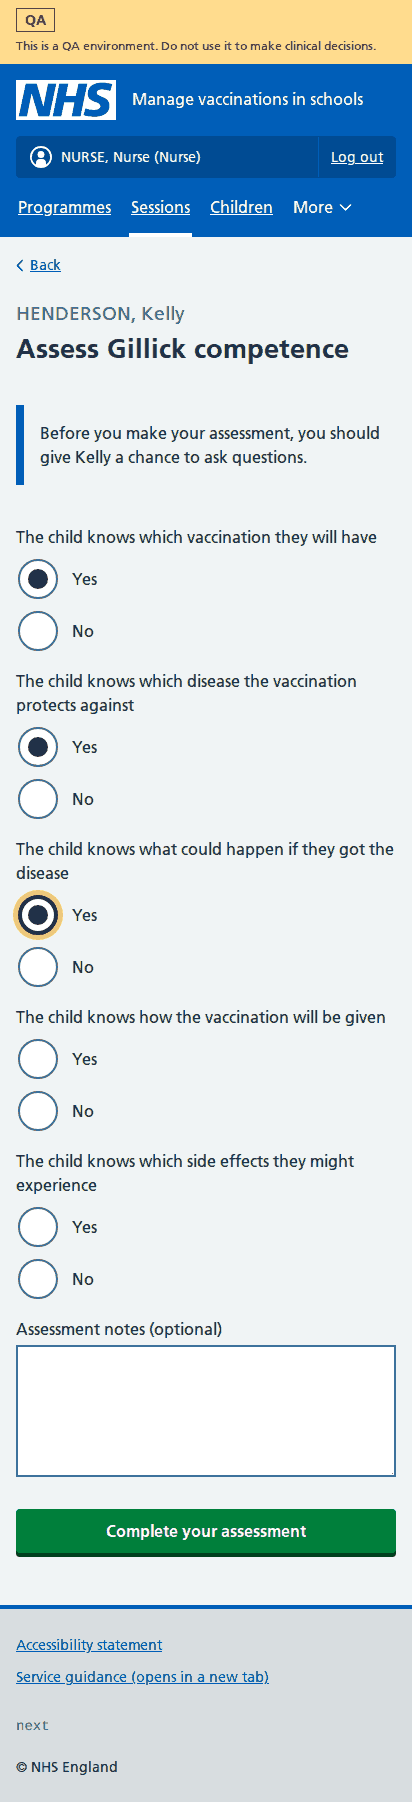 QA
This is a QA environment. Do not use it to make clinical decisions.
NHS
Manage vaccinations in schools
NURSE, Nurse (Nurse)
Log out
Programmes
Sessions
Children
More
Back
HENDERSON, Kelly
Assess Gillick competence
Before you make your assessment, you should
give Kelly a chance to ask questions.
The child knows which vaccination they will have
Yes
No
The child knows which disease the vaccination
protects against
Yes
No
The child knows what could happen if they got the
disease
Yes
No
The child knows how the vaccination will be given
Yes
No
The child knows which side effects they might
experience
Yes
No
Assessment notes (optional)
Complete your assessment
Accessibility statement
Service guidance (opens in a new tab)
next
© NHS England